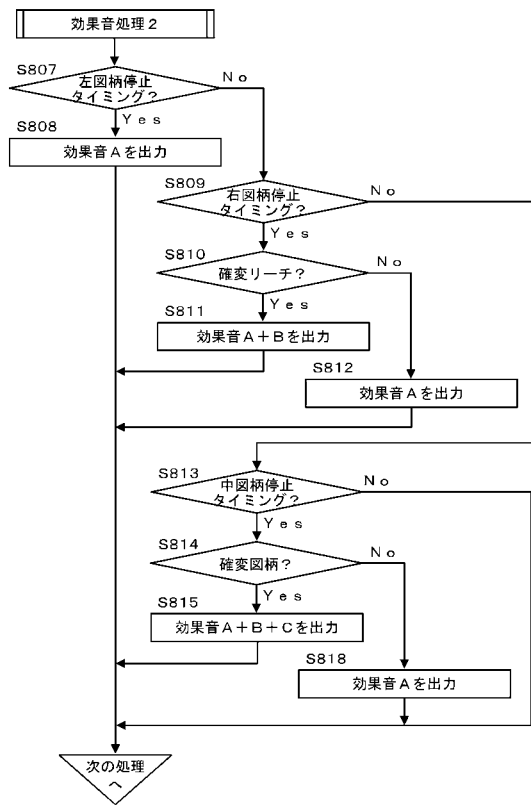 効果音処理2
S807
左図柄停止
タイミング?
No
Yes
S808
効果音Aを出力
S809
右図柄停止
タイミング?
No
Yes
S810
確変リーチ?
No
Yes
S811
効果音A+Bを出力
S812
効果音Aを出力
S813
中図柄停止
タイミング?
No
Yes
S814
確変図柄?
No
Yes
S815
効果音A+B+Cを出力
S818
効果音Aを出力
次の処理
へ